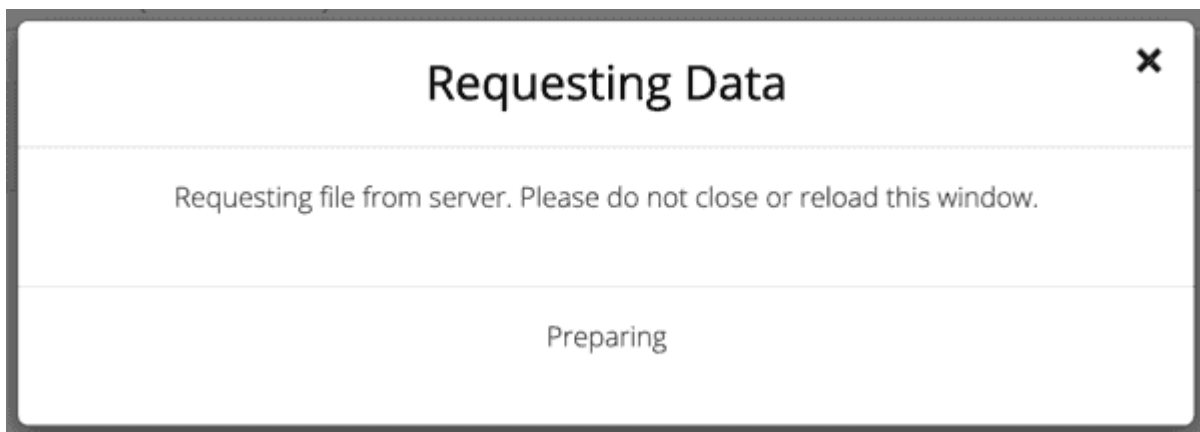 Requesting Data
Requesting file from server. Please do not close or reload this window.
Preparing